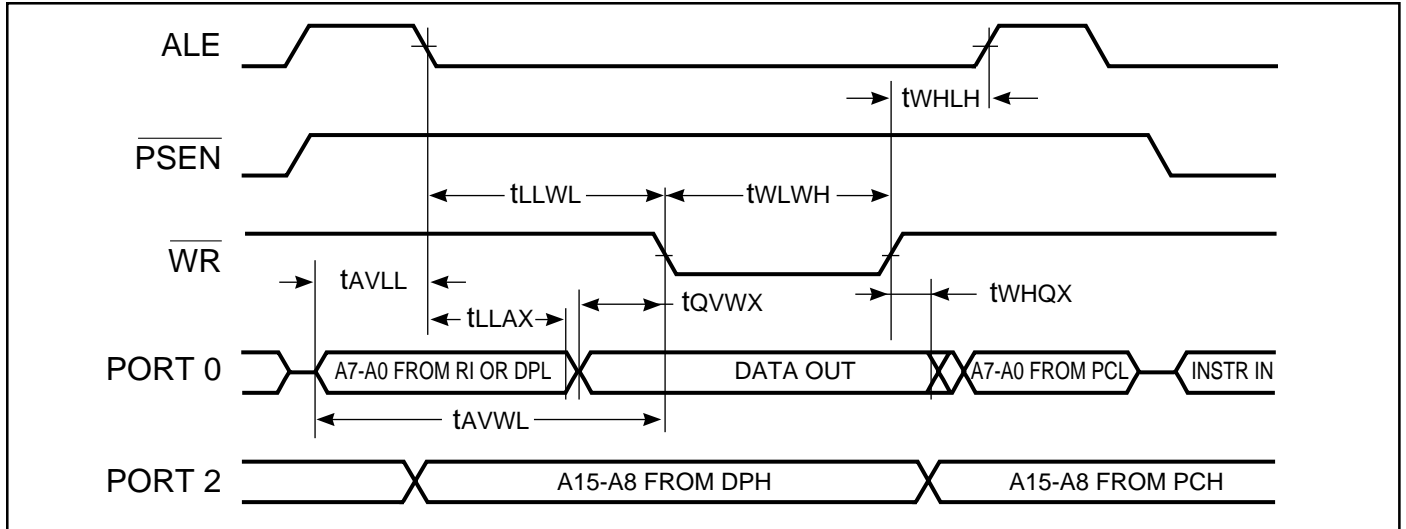 ALE
tWHLH
PSEN
tLLWL
tWLWH
WR
tAVLL
tQVWX
tWHQX
tLLAX
PORT 0
A7-A0 FROM RI OR DPL
DATA OUT
A7-A0 FROM PCL
INSTR IN
tAVWL
PORT 2
A15-A8 FROM DPH
A15-A8 FROM PCH